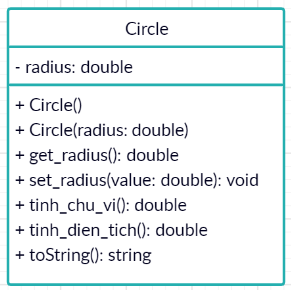 Circle
- radius: double
+ Circle()
+ Circle(radius: double)
+ get_radius(): double
+ set_radius(value: double): void
+ tinh_chu_vi(): double
+ tinh_dien_tich(): double
+ toString(): string